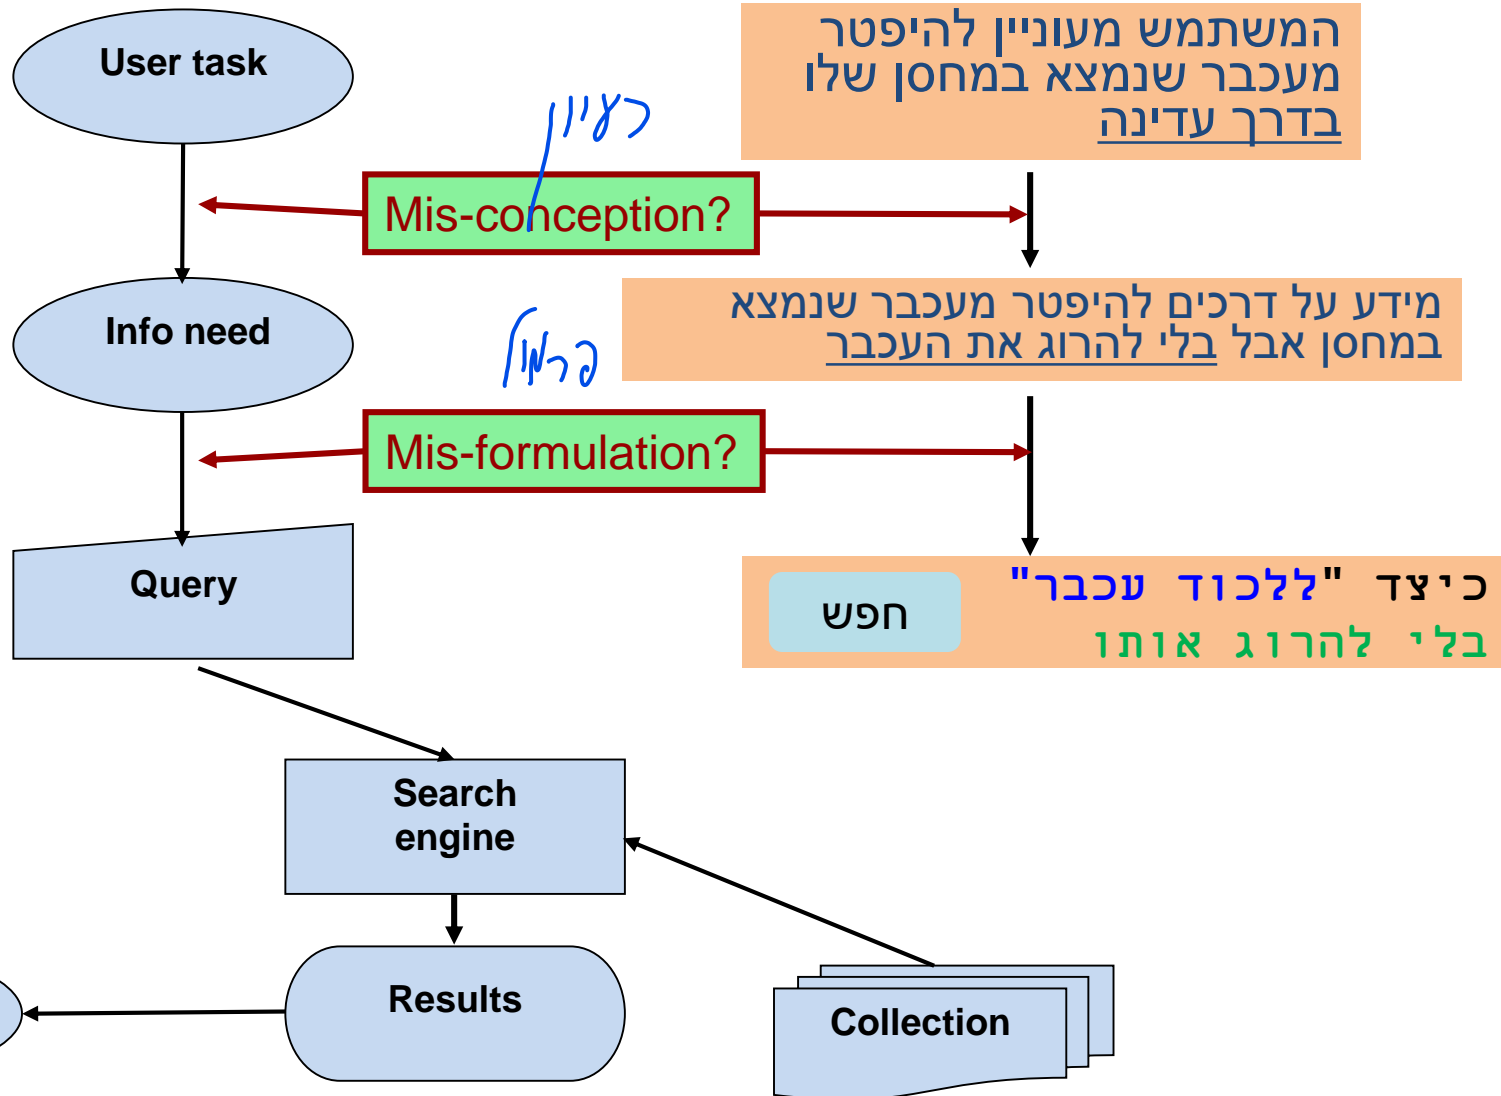 User task
המשתמש מעוניין להיפטר
מעכבר שנמצא במחסן שלו
בדרך עדינה
רעיון
Mis-conception?
Info need
מידע על דרכים להיפטר מעכבר שנמצא
במחסן אבל בלי להרוג את העכבר
Mis-formulation?
Query
כיצד "ללכוד עכבר"
בלי להרוג אותו
חפש
Search
engine
Results
Collection